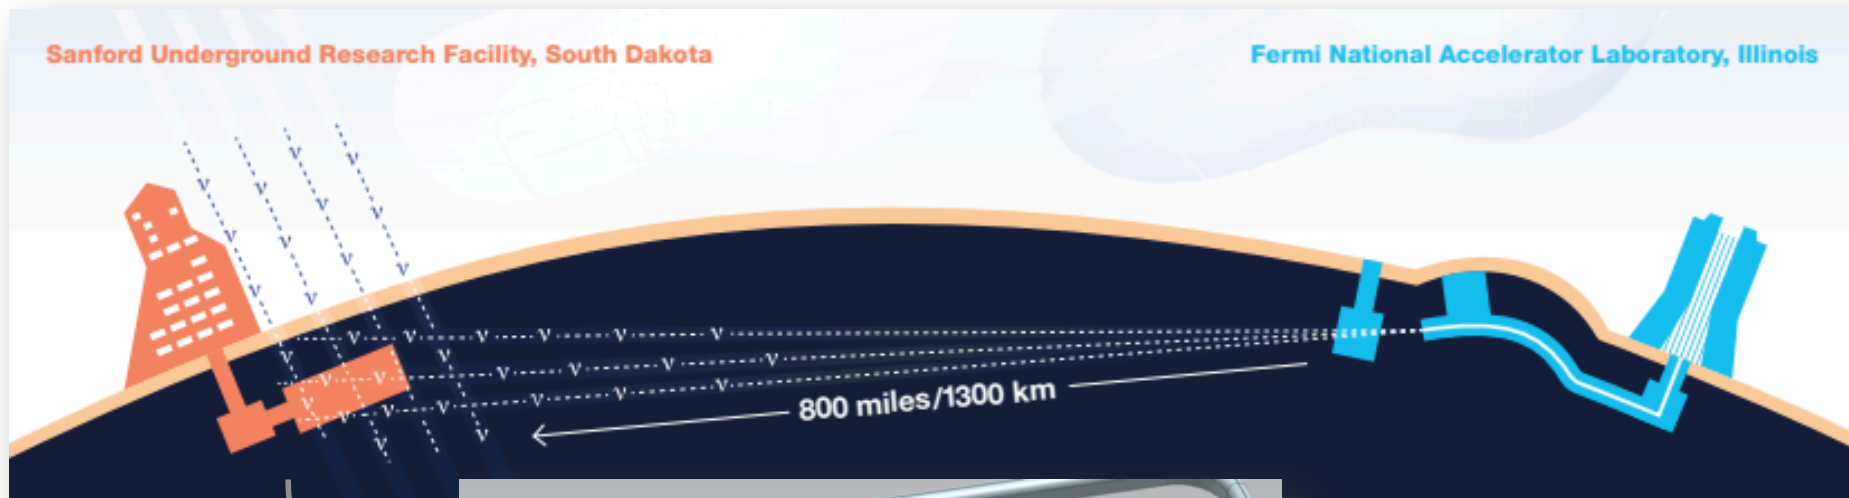 Sanford Underground Research Facility, South Dakota
Fermi National Accelerator Laboratory, Illinois
ν ν
ν ν
ν ν ν
ν ν
ν ν
ν ν
ν ν
ν ν ν ν ν ν
ν ν
ν ν ν ν ν ν
ν ν ν ν ν ν ν
ν ν
800 miles/1300 km